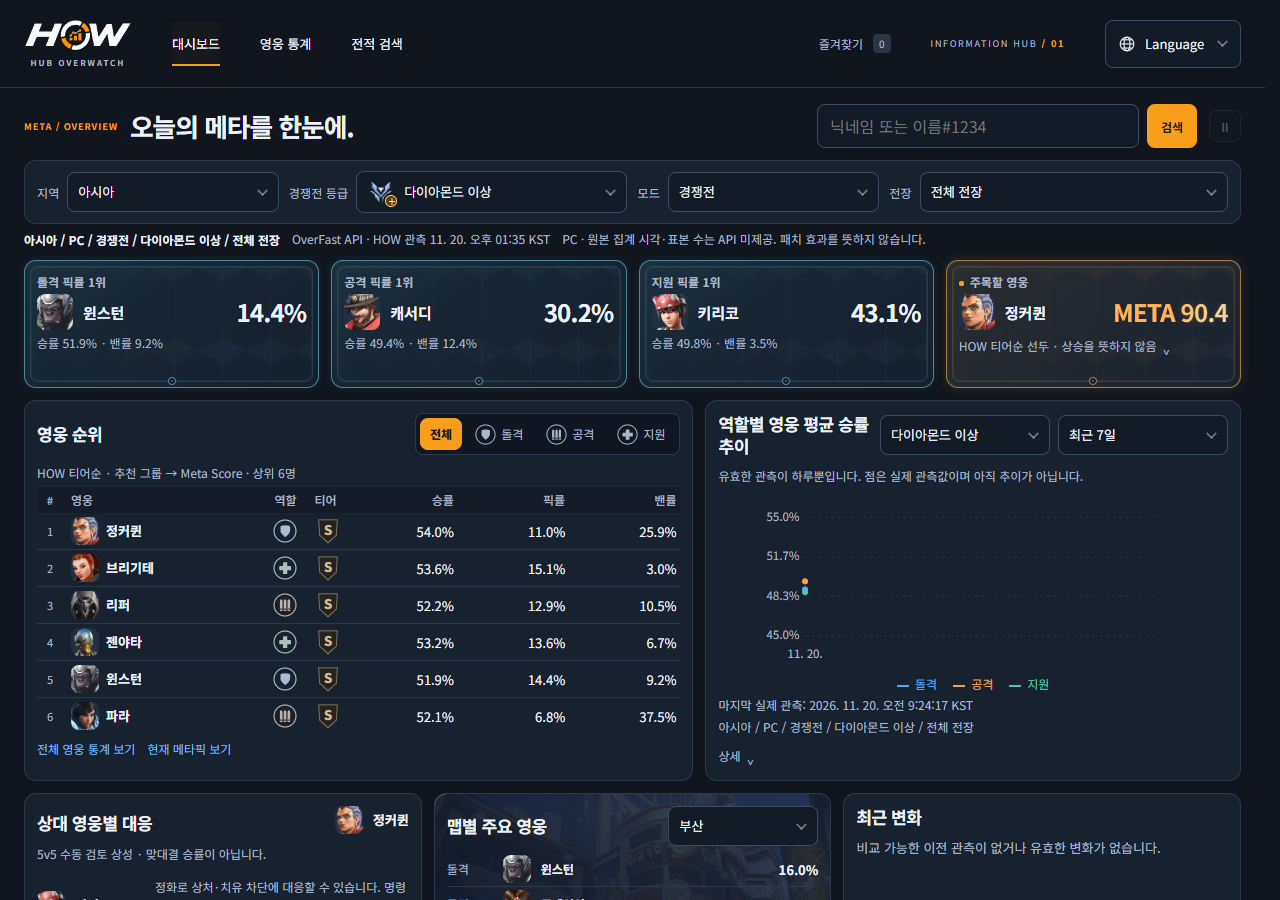 HOW
HUB OVERWATCH
대시보드
영웅 통계
전적 검색
즐겨찾기 0
INFORMATION HUB / 01
Language
META / OVERVIEW
오늘의 메타를 한눈에.
닉네임 또는 이름#1234
검색
지역
아시아
경쟁전 등급
다이아몬드 이상
모드
경쟁전
전장
전체 전장
아시아 / PC / 경쟁전 / 다이아몬드 이상 / 전체 전장 OverFast API · HOW 관측 11. 20. 오후 01:35 KST PC · 원본 집계 시각·표본 수는 API 미제공. 패치 효과를 뜻하지 않습니다.
돌격 픽률 1위
윈스턴
14.4%
승률 51.9% · 밴률 9.2%
공격 픽률 1위
캐서디
30.2%
승률 49.4% · 밴률 12.4%
지원 픽률 1위
키리코
43.1%
승률 49.8% · 밴률 3.5%
주목할 영웅
정커퀸
META 90.4
HOW 티어순 선두 · 상승을 뜻하지 않음
영웅 순위
전체 돌격 공격 지원
HOW 티어순 · 추천 그룹 → Meta Score · 상위 6명
# 영웅 역할 티어 승률 픽률 밴률
1 정커퀸 S 54.0% 11.0% 25.9%
2 브리기테 S 53.6% 15.1% 3.0%
3 리퍼 S 52.2% 12.9% 10.5%
4 젠야타 S 53.2% 13.6% 6.7%
5 윈스턴 S 51.9% 14.4% 9.2%
6 파라 S 52.1% 6.8% 37.5%
전체 영웅 통계 보기 현재 메타픽 보기
역할별 영웅 평균 승률
추이
다이아몬드 이상
최근 7일
유효한 관측이 하루뿐입니다. 점은 실제 관측값이며 아직 추이가 아닙니다.
55.0%
51.7%
48.3%
45.0%
11. 20.
돌격 공격 지원
마지막 실제 관측: 2026. 11. 20. 오전 9:24:17 KST
아시아 / PC / 경쟁전 / 다이아몬드 이상 / 전체 전장
상세
상대 영웅별 대응
정커퀸
5v5 수동 검토 상성 · 맞대결 승률이 아닙니다.
정화로 상처·치유 차단에 대응할 수 있습니다. 명령
맵별 주요 영웅
부산
돌격 윈스턴 16.0%
최근 변화
비교 가능한 이전 관측이 없거나 유효한 변화가 없습니다.